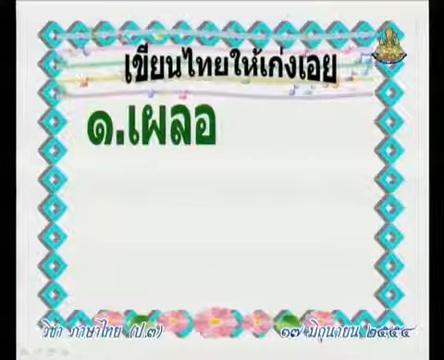 เขียนไทยให้เก่งเอย
๑.เผลอ
วิชา ภาษาไทย (ป.๓)
๑๗ มิถุนายน ๒๕๕๔